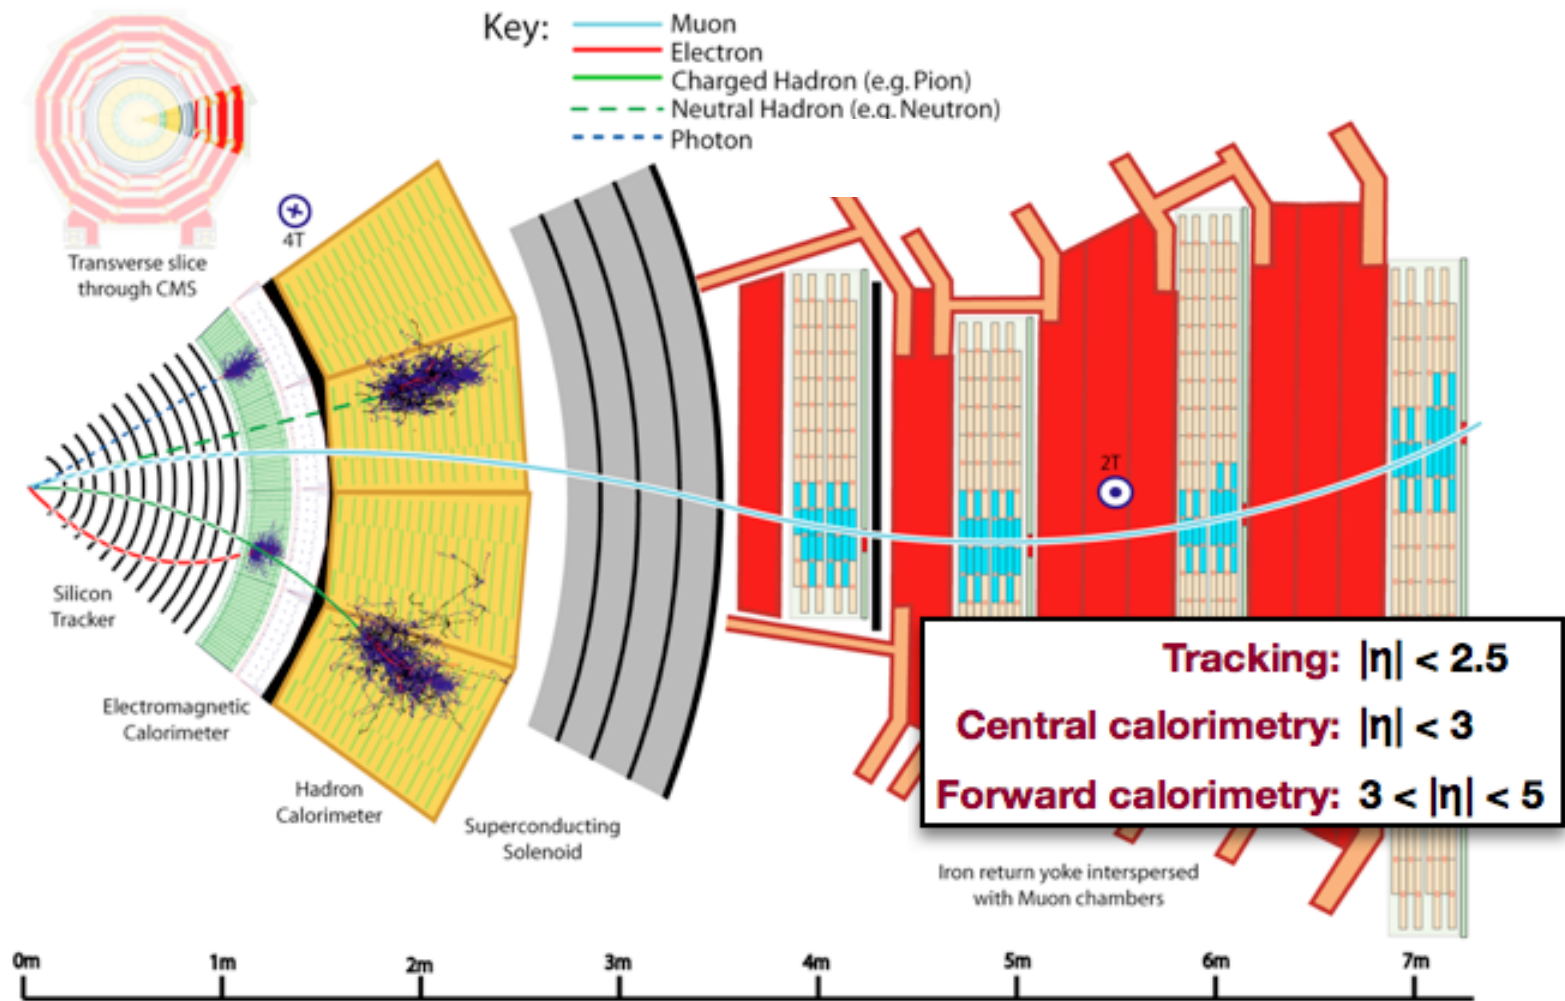 Key:
Muon
Electron
Charged Hadron (e.g. Pion)
Neutral Hadron (e.g. Neutron)
Photon
Transverse slice
through CMS
4T
2T
Silicon
Tracker
Electromagnetic
Calorimeter
Hadron
Calorimeter
Superconducting
Solenoid
Tracking: |η| < 2.5
Central calorimetry: |η| < 3
Forward calorimetry: 3 < |η| < 5
Iron return yoke interspersed
with Muon chambers
0m 1m 2m 3m 4m 5m 6m 7m